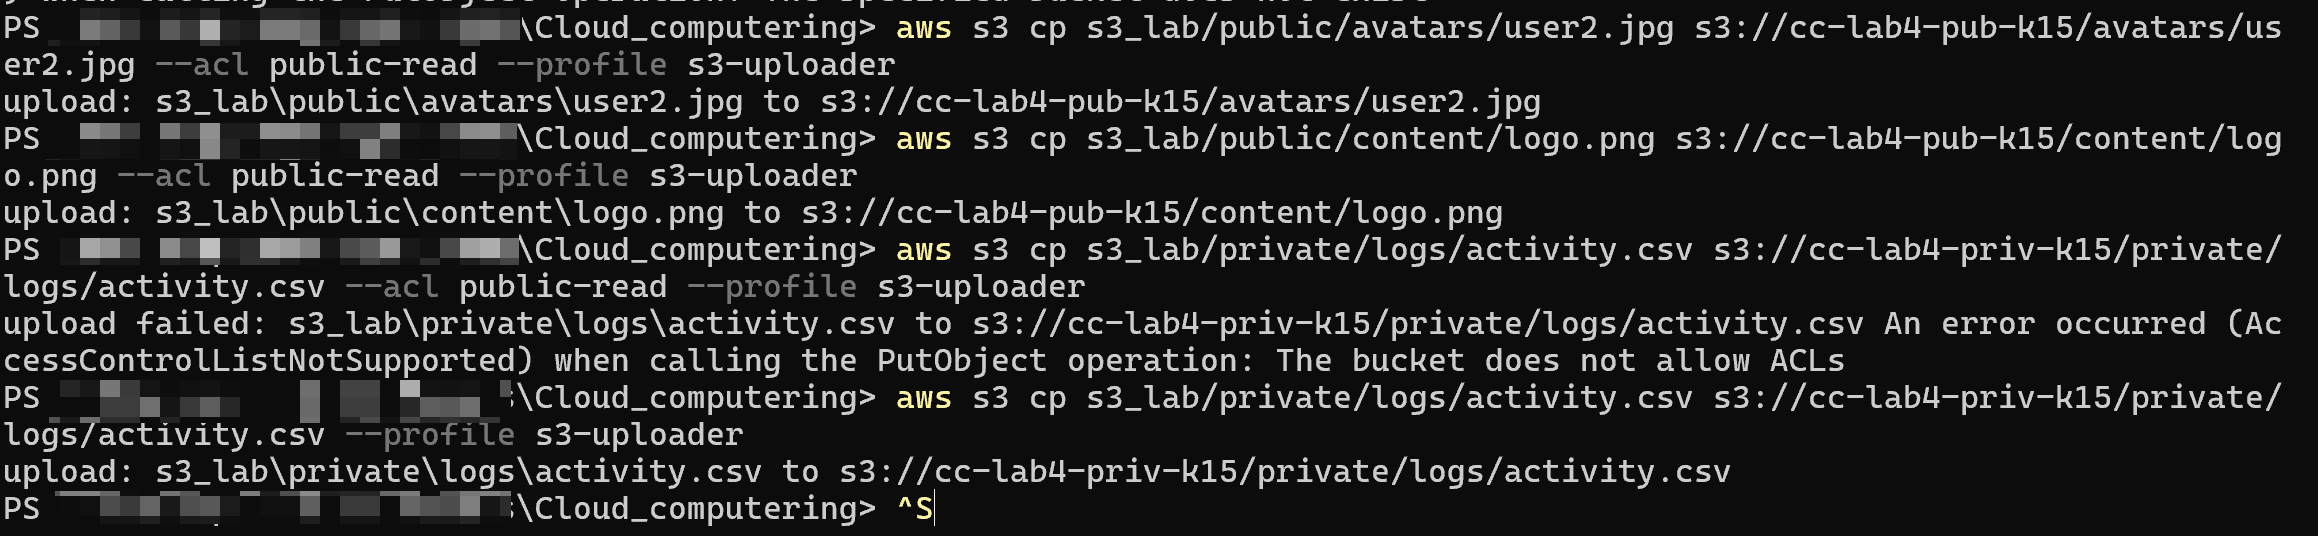 PS \Cloud_computering> aws s3 cp s3_lab/public/avatars/user2.jpg s3://cc-lab4-pub-k15/avatars/us
er2.jpg --acl public-read --profile s3-uploader
upload: s3_lab\public\avatars\user2.jpg to s3://cc-lab4-pub-k15/avatars/user2.jpg
PS \Cloud_computering> aws s3 cp s3_lab/public/content/logo.png s3://cc-lab4-pub-k15/content/log
o.png --acl public-read --profile s3-uploader
upload: s3_lab\public\content\logo.png to s3://cc-lab4-pub-k15/content/logo.png
PS \Cloud_computering> aws s3 cp s3_lab/private/logs/activity.csv s3://cc-lab4-priv-k15/private/
logs/activity.csv --acl public-read --profile s3-uploader
upload failed: s3_lab\private\logs\activity.csv to s3://cc-lab4-priv-k15/private/logs/activity.csv An error occurred (Ac
cessControlListNotSupported) when calling the PutObject operation: The bucket does not allow ACLs
PS \Cloud_computering> aws s3 cp s3_lab/private/logs/activity.csv s3://cc-lab4-priv-k15/private/
logs/activity.csv --profile s3-uploader
upload: s3_lab\private\logs\activity.csv to s3://cc-lab4-priv-k15/private/logs/activity.csv
PS \Cloud_computering> ^S